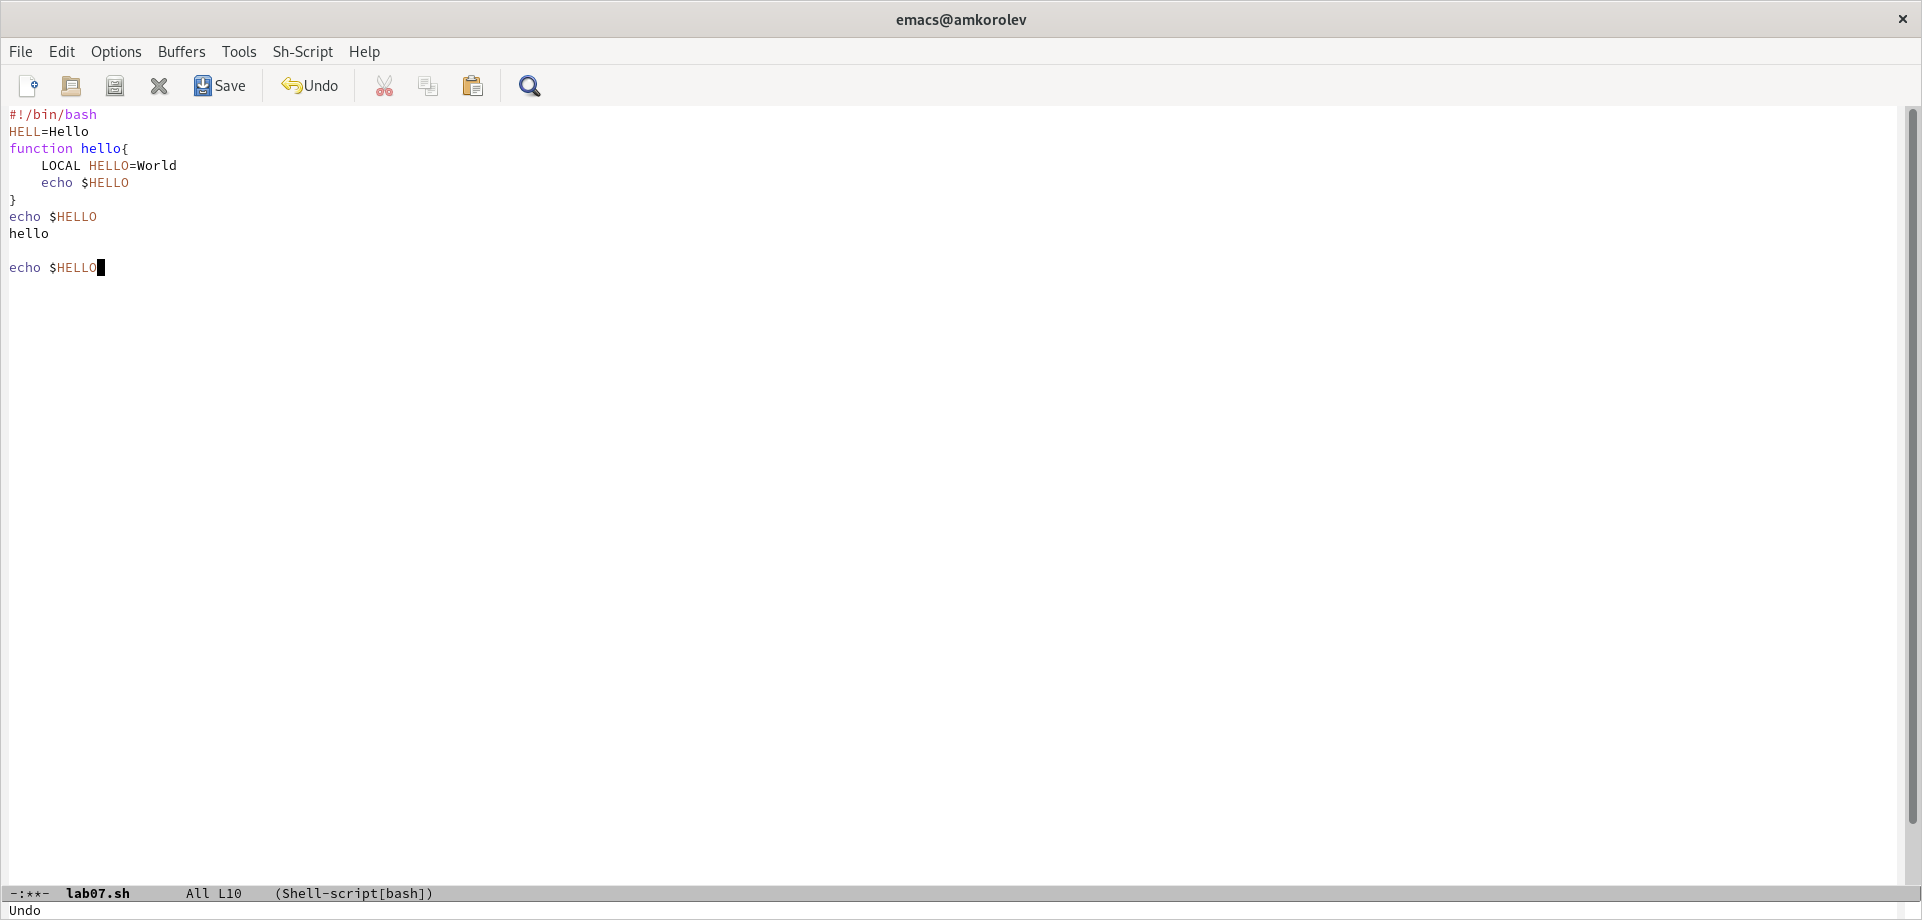 emacs@amkorolev
File Edit Options Buffers Tools Sh-Script Help
Save Undo
#!/bin/bash
HELL=Hello
function hello{
    LOCAL HELLO=World
    echo $HELLO
}
echo $HELLO
hello

echo $HELLO
-:**- lab07.sh All L10 (Shell-script[bash])
Undo